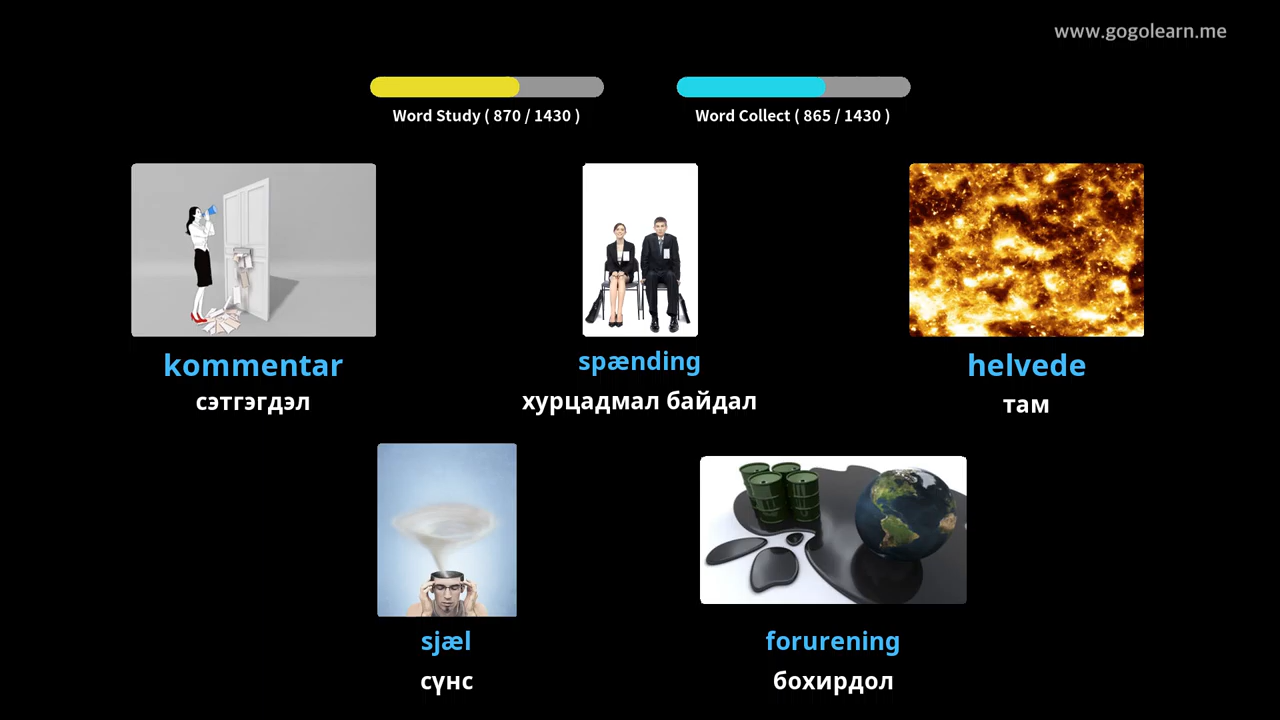 www.gogolearn.me
Word Study ( 870 / 1430 )
Word Collect ( 865 / 1430 )
kommentar
сэтгэгдэл
spænding
хурцадмал байдал
helvede
там
sjæl
сүнс
forurening
бохирдол